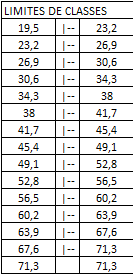 LIMITES DE CLASSES
19,5 |-- 23,2
23,2 |-- 26,9
26,9 |-- 30,6
30,6 |-- 34,3
34,3 |-- 38
38 |-- 41,7
41,7 |-- 45,4
45,4 |-- 49,1
49,1 |-- 52,8
52,8 |-- 56,5
56,5 |-- 60,2
60,2 |-- 63,9
63,9 |-- 67,6
67,6 |-- 71,3
71,3 |-- 71,3